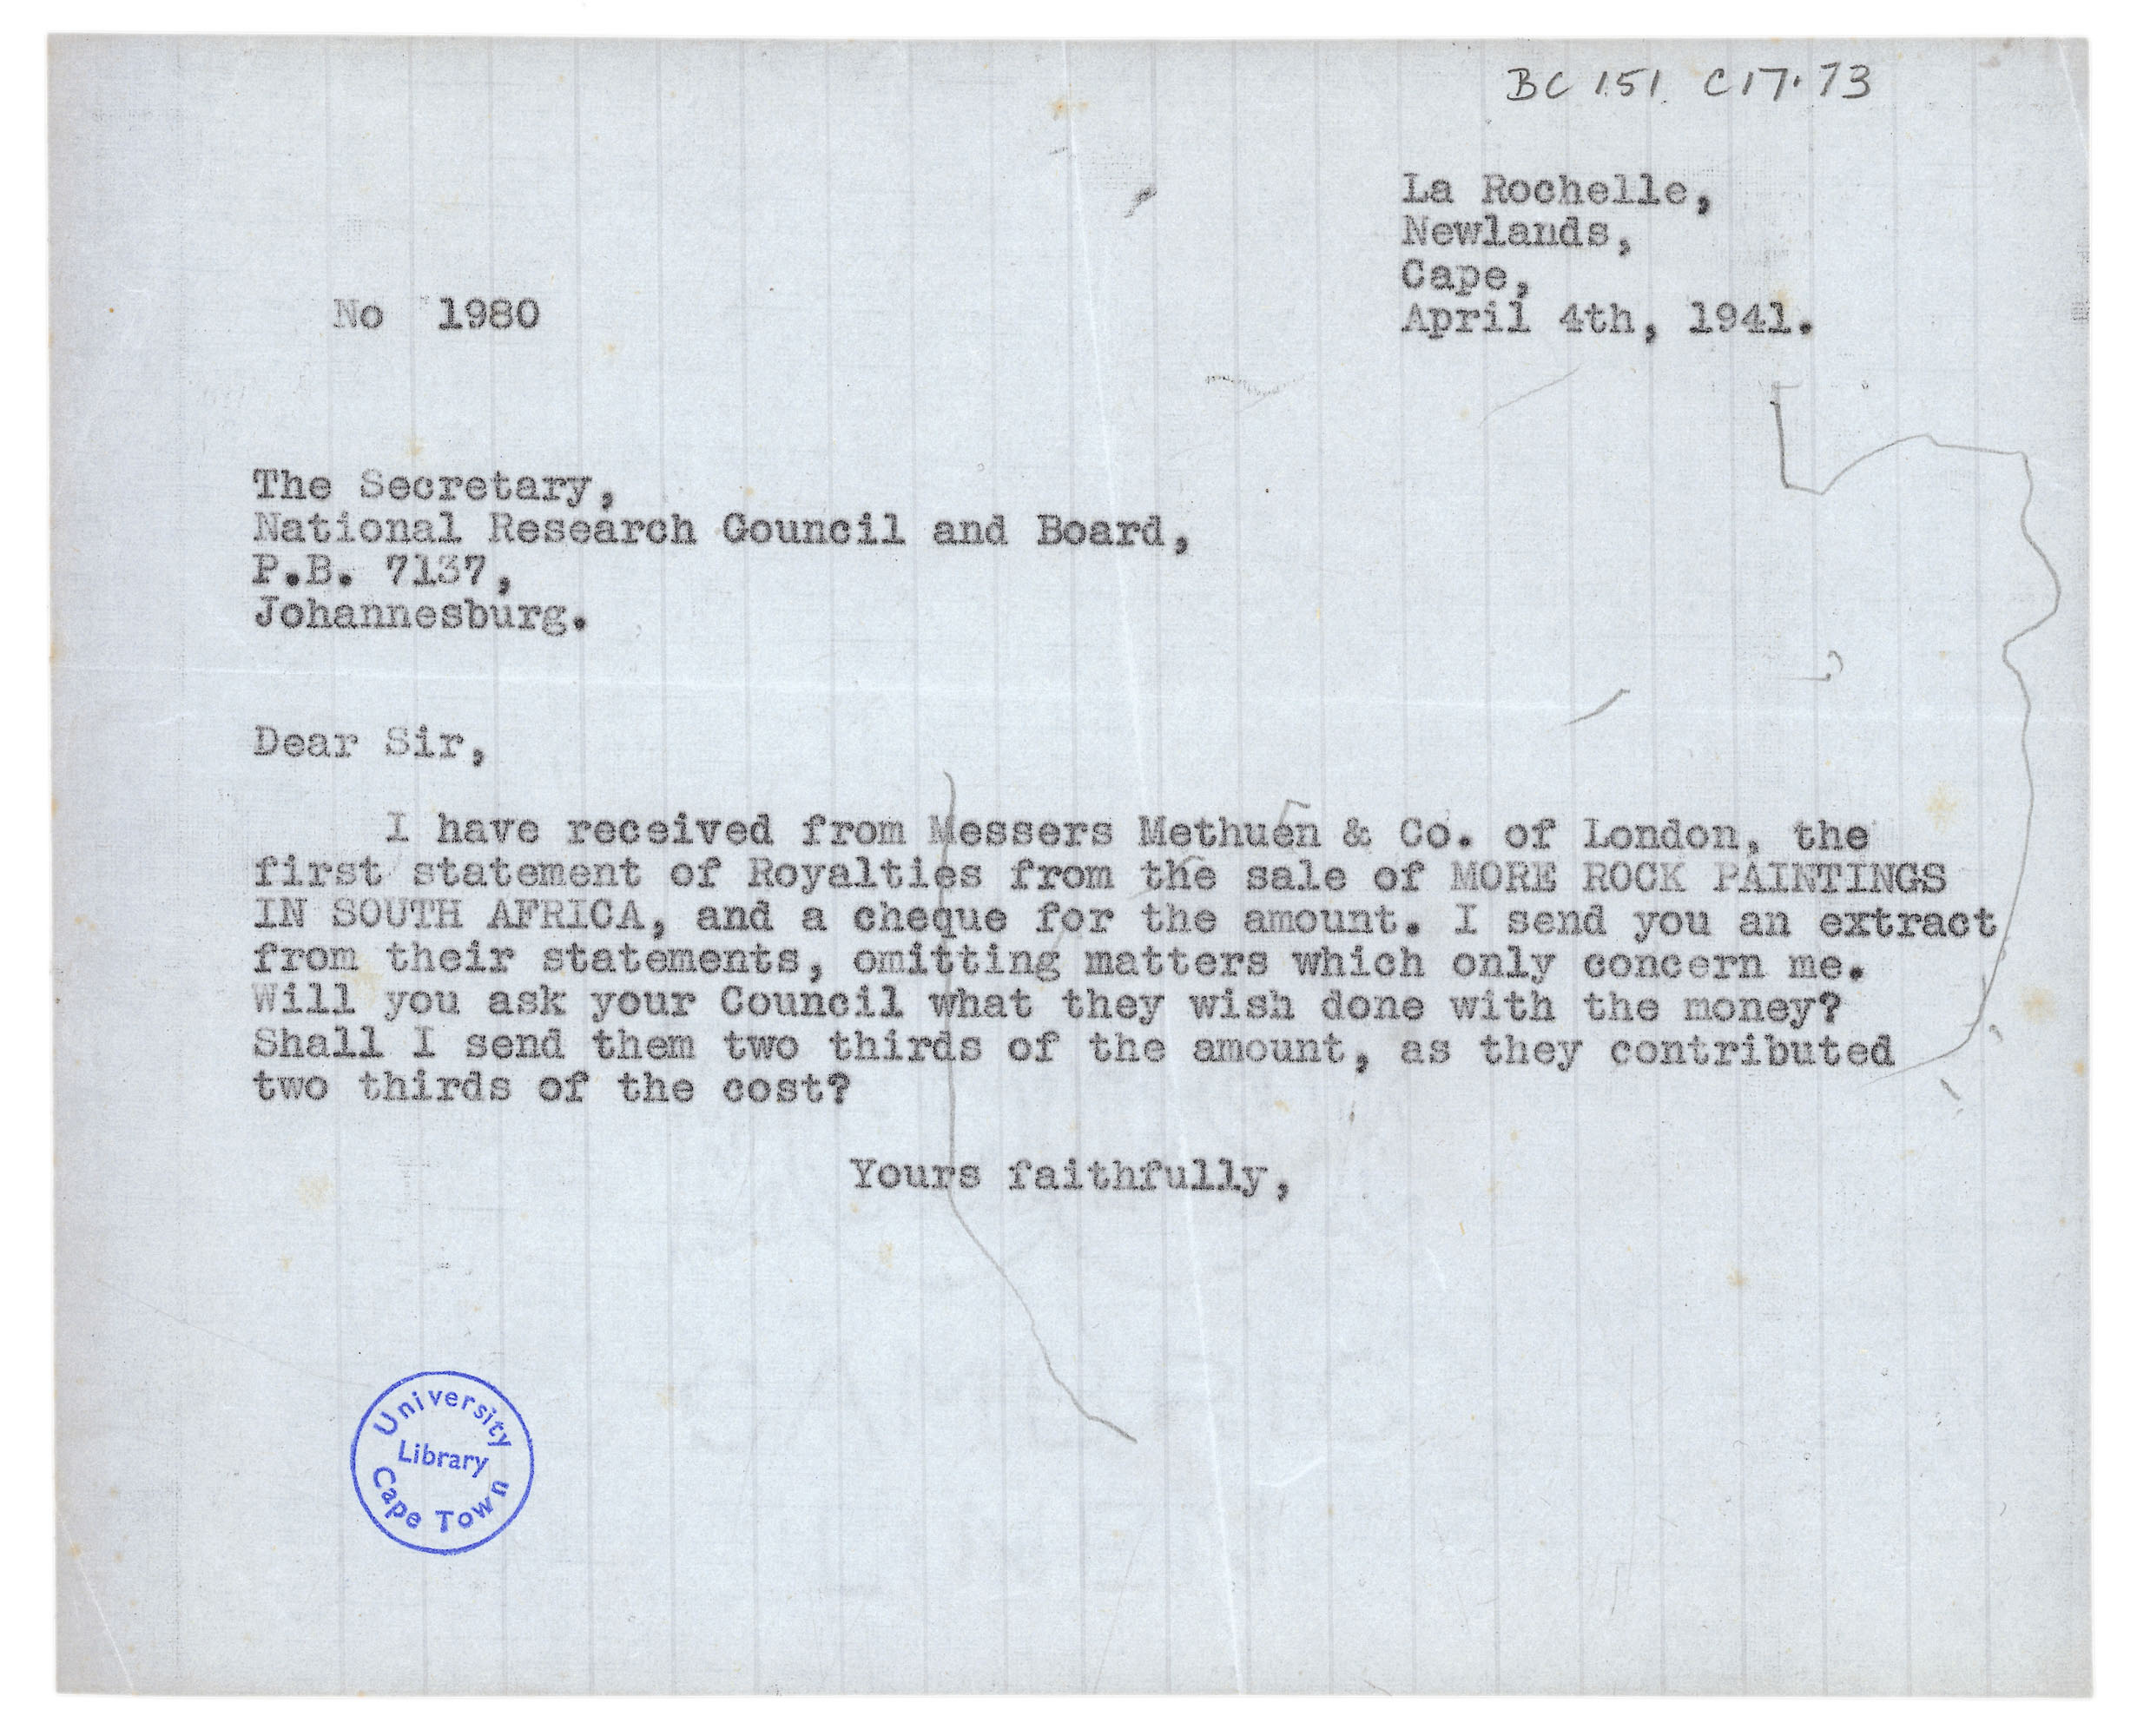 BC 151 C17.73
La Rochelle,
Newlands,
Cape,
April 4th, 1941.
No 1980
The Secretary,
National Research Council and Board,
P.B. 7137,
Johannesburg.
Dear Sir,
I have received from Messers Methuen & Co. of London, the
first statement of Royalties from the sale of MORE ROCK PAINTINGS
IN SOUTH AFRICA, and a cheque for the amount. I send you an extract
from their statements, omitting matters which only concern me.
Will you ask your Council what they wish done with the money?
Shall I send them two thirds of the amount, as they contributed
two thirds of the cost?
Yours faithfully,
University
Library
Cape Town